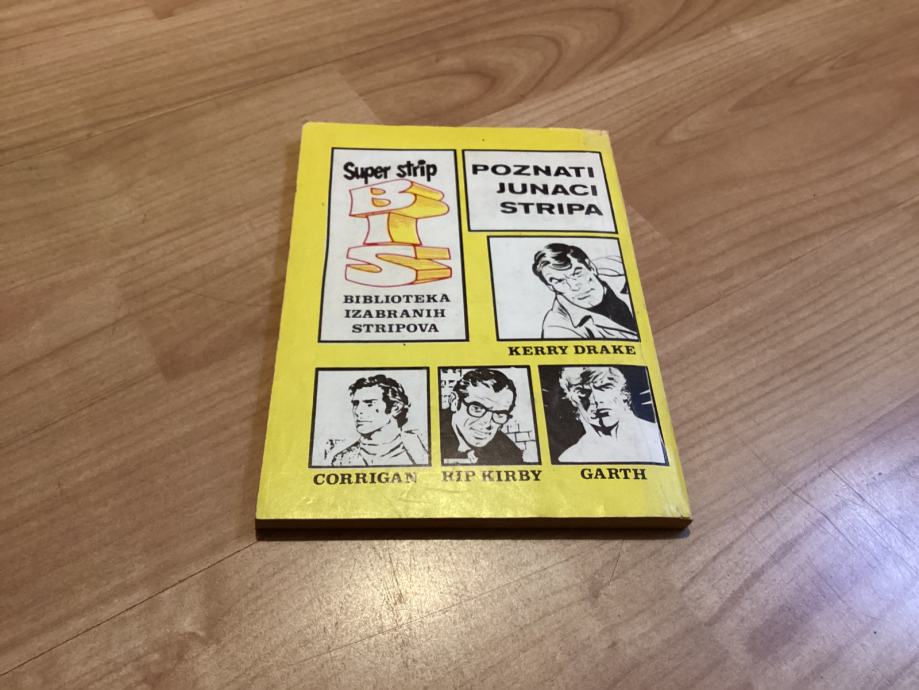 Super strip
BIS
BIBLIOTEKA
IZABRANIH
STRIPOVA
POZNATI
JUNACI
STRIPA
KERRY DRAKE
CORRIGAN
RIP KIRBY
GARTH